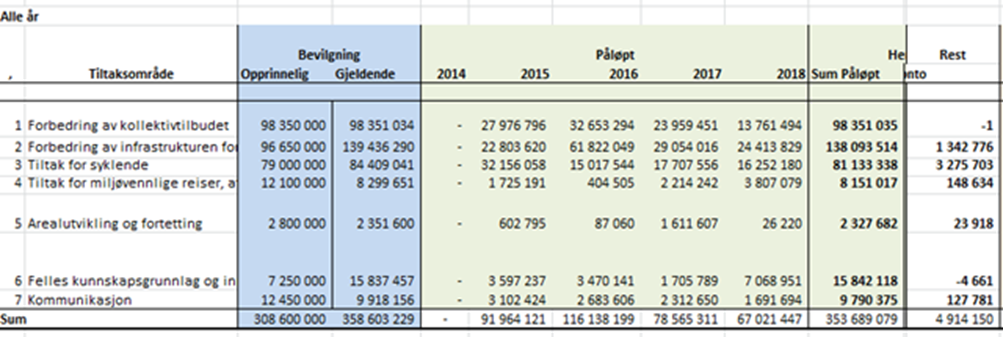 Alle år
Bevilgning Påløpt He Rest
, Tiltaksområde Opprinnelig Gjeldende 2014 2015 2016 2017 2018 Sum Påløpt onto
1 Forbedring av kollektivtilbudet 98 350 000 98 351 034 - 27 976 796 32 653 294 23 959 451 13 761 494 98 351 035 -1
2 Forbedring av infrastrukturen for 96 650 000 139 436 290 - 22 803 620 61 822 049 29 054 016 24 413 829 138 093 514 1 342 776
3 Tiltak for syklende 79 000 000 84 409 041 - 32 156 058 15 017 544 17 707 556 16 252 180 81 133 338 3 275 703
4 Tiltak for miljøvennlige reiser, a 12 100 000 8 299 651 - 1 725 191 404 505 2 214 242 3 807 079 8 151 017 148 634
5 Arealutvikling og fortetting 2 800 000 2 351 600 - 602 795 87 060 1 611 607 26 220 2 327 682 23 918
6 Felles kunnskapsgrunnlag og in 7 250 000 15 837 457 - 3 597 237 3 470 141 1 705 789 7 068 951 15 842 118 -4 661
7 Kommunikasjon 12 450 000 9 918 156 - 3 102 424 2 683 606 2 312 650 1 691 694 9 790 375 127 781
Sum 308 600 000 358 603 229 - 91 964 121 116 138 199 78 565 311 67 021 447 353 689 079 4 914 150